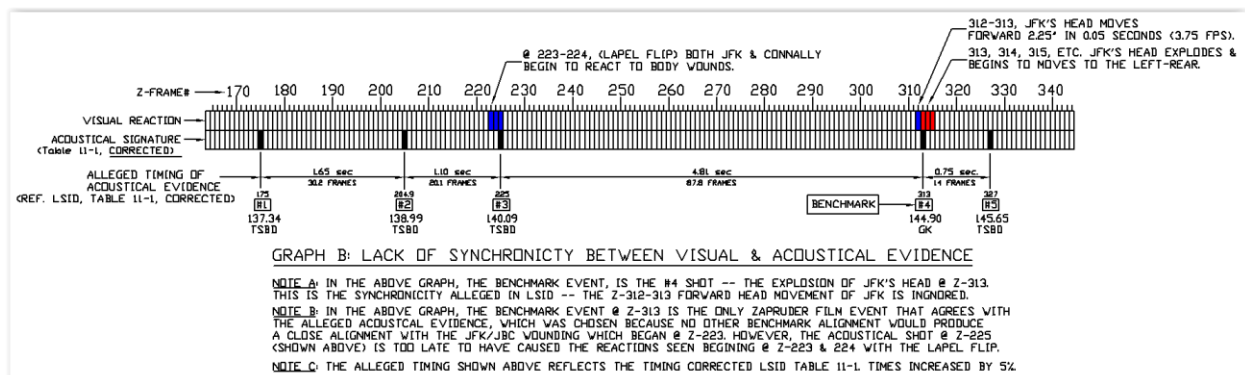 312-313, JFK'S HEAD MOVES
FORWARD 2.25" IN 0.05 SECONDS (3.75 FPS).
@ 223-224, (LAPEL FLIP) BOTH JFK & CONNALLY
BEGIN TO REACT TO BODY WOUNDS.
313, 314, 315, ETC. JFK'S HEAD EXPLODES &
BEGINS TO MOVES TO THE LEFT-REAR.
Z-FRAME# 170 180 190 200 210 220 230 240 250 260 270 280 290 300 310 320 330 340
VISUAL REACTION
ACOUSTICAL SIGNATURE
(Table 11-1, CORRECTED)
ALLEGED TIMING OF
ACOUSTICAL EVIDENCE
(REF. LSID, TABLE 11-1, CORRECTED)
1.65 sec 1.10 sec 4.81 sec 0.75 sec.
30.2 FRAMES 20.1 FRAMES 87.8 FRAMES 14 FRAMES
175 204.9 225 313 327
#1 #2 #3 BENCHMARK #4 #5
137.34 138.99 140.09 144.90 145.65
TSBD TSBD TSBD GK TSBD
GRAPH B: LACK OF SYNCHRONICTY BETWEEN VISUAL & ACOUSTICAL EVIDENCE
NOTE A: IN THE ABOVE GRAPH, THE BENCHMARK EVENT, IS THE #4 SHOT -- THE EXPLOSION OF JFK'S HEAD @ Z-313.
THIS IS THE SYNCHRONICITY ALLEGED IN LSID -- THE Z-312-313 FORWARD HEAD MOVEMENT OF JFK IS INGNORED.
NOTE B: IN THE ABOVE GRAPH, THE BENCHMARK EVENT @ Z-313 IS THE ONLY ZAPRUDER FILM EVENT THAT AGREES WITH
THE ALLEGED ACOUSTCAL EVIDENCE, WHICH WAS CHOSEN BECAUSE NO OTHER BENCHMARK ALIGNMENT WOULD PRODUCE
A CLOSE ALIGNMENT WITH THE JFK/JBC WOUNDING WHICH BEGAN @ Z-223. HOWEVER, THE ACOUSTICAL SHOT @ Z-225
(SHOWN ABOVE) IS TOO LATE TO HAVE CAUSED THE REACTIONS SEEN BEGINING @ Z-223 & 224 WITH THE LAPEL FLIP.
NOTE C: THE ALLEGED TIMING SHOWN ABOVE REFLECTS THE TIMING CORRECTED LSID TABLE 11-1. TIMES INCREASED BY 5%.